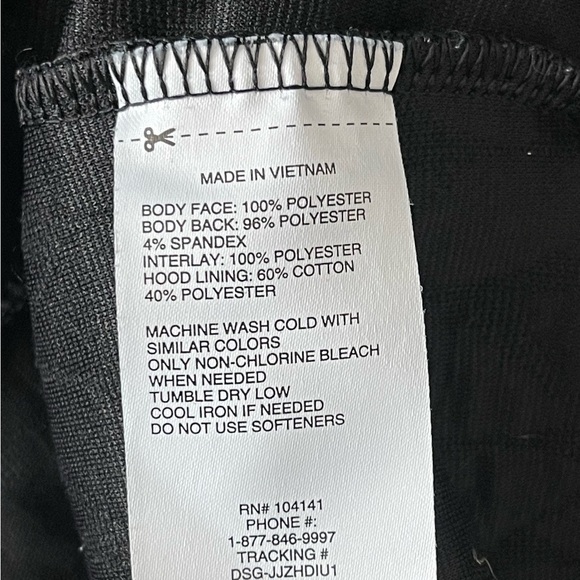 MADE IN VIETNAM
BODY FACE: 100% POLYESTER
BODY BACK: 96% POLYESTER
4% SPANDEX
INTERLAY: 100% POLYESTER
HOOD LINING: 60% COTTON
40% POLYESTER
MACHINE WASH COLD WITH
SIMILAR COLORS
ONLY NON-CHLORINE BLEACH
WHEN NEEDED
TUMBLE DRY LOW
COOL IRON IF NEEDED
DO NOT USE SOFTENERS
RN# 104141
PHONE #:
1-877-846-9997
TRACKING #
DSG-JJZHDIU1